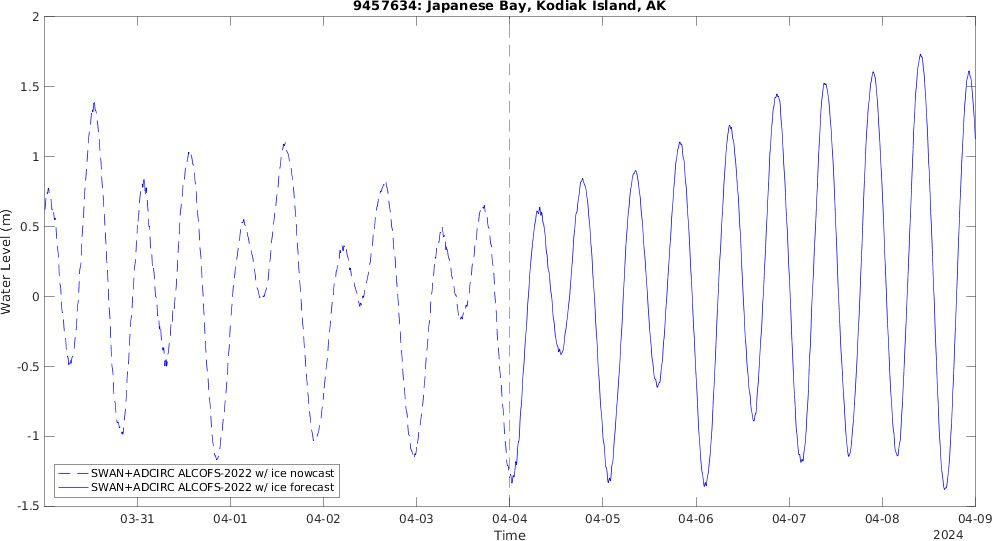 9457634: Japanese Bay, Kodiak Island, AK
2
1.5
1
0.5
0
-0.5
-1
-1.5
Water Level (m)
SWAN+ADCIRC ALCOFS-2022 w/ ice nowcast
SWAN+ADCIRC ALCOFS-2022 w/ ice forecast
03-31 04-01 04-02 04-03 04-04 04-05 04-06 04-07 04-08 04-09
Time
2024